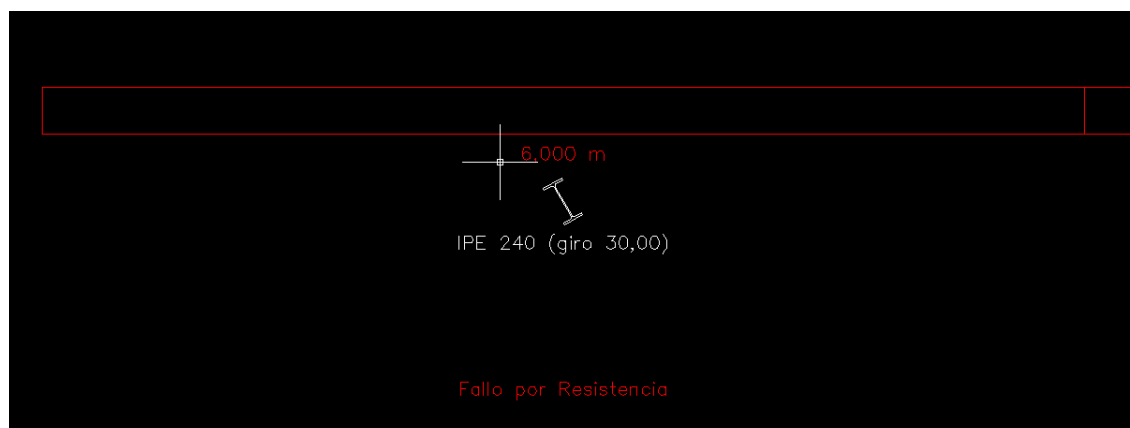 6.000 m
IPE 240 (giro 30,00)
Fallo por Resistencia